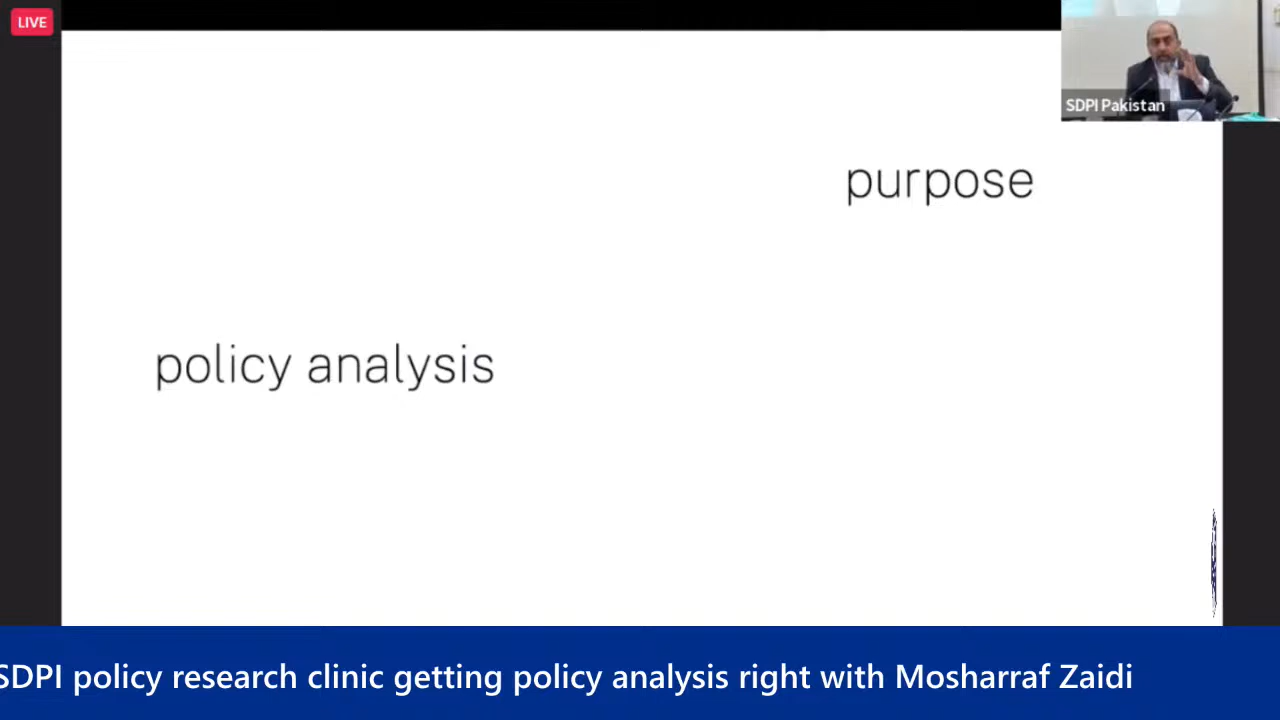 LIVE
SDPI Pakistan
purpose
policy analysis
SDPI policy research clinic getting policy analysis right with Mosharraf Zaidi